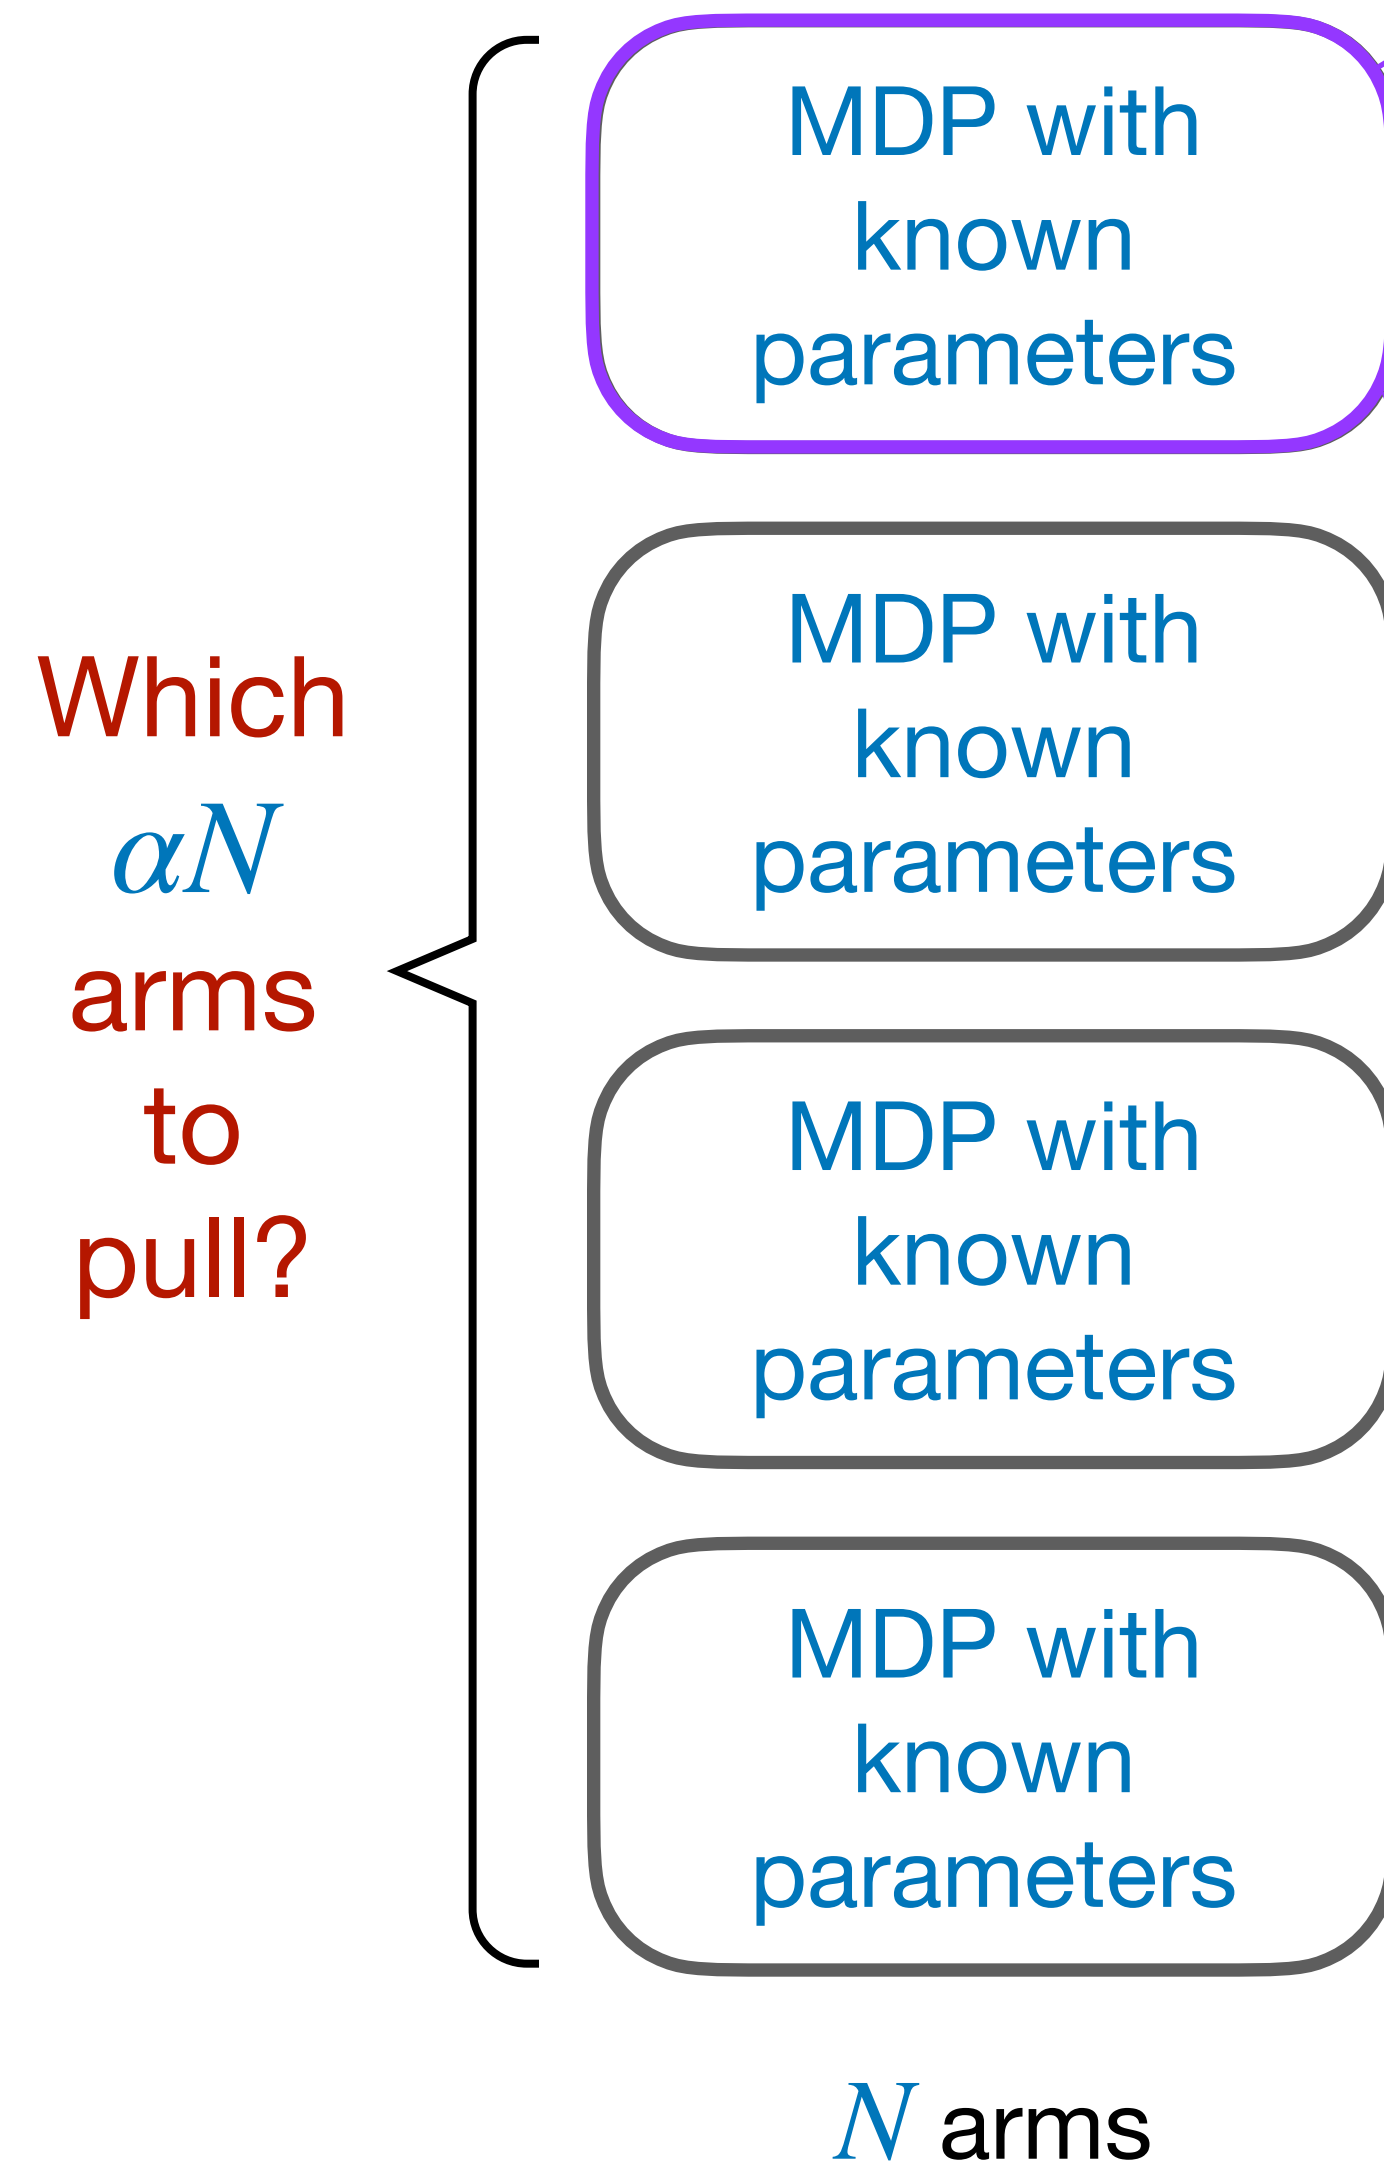 Which
αN
arms
to
pull?
MDP with
known
parameters
MDP with
known
parameters
MDP with
known
parameters
MDP with
known
parameters
N arms